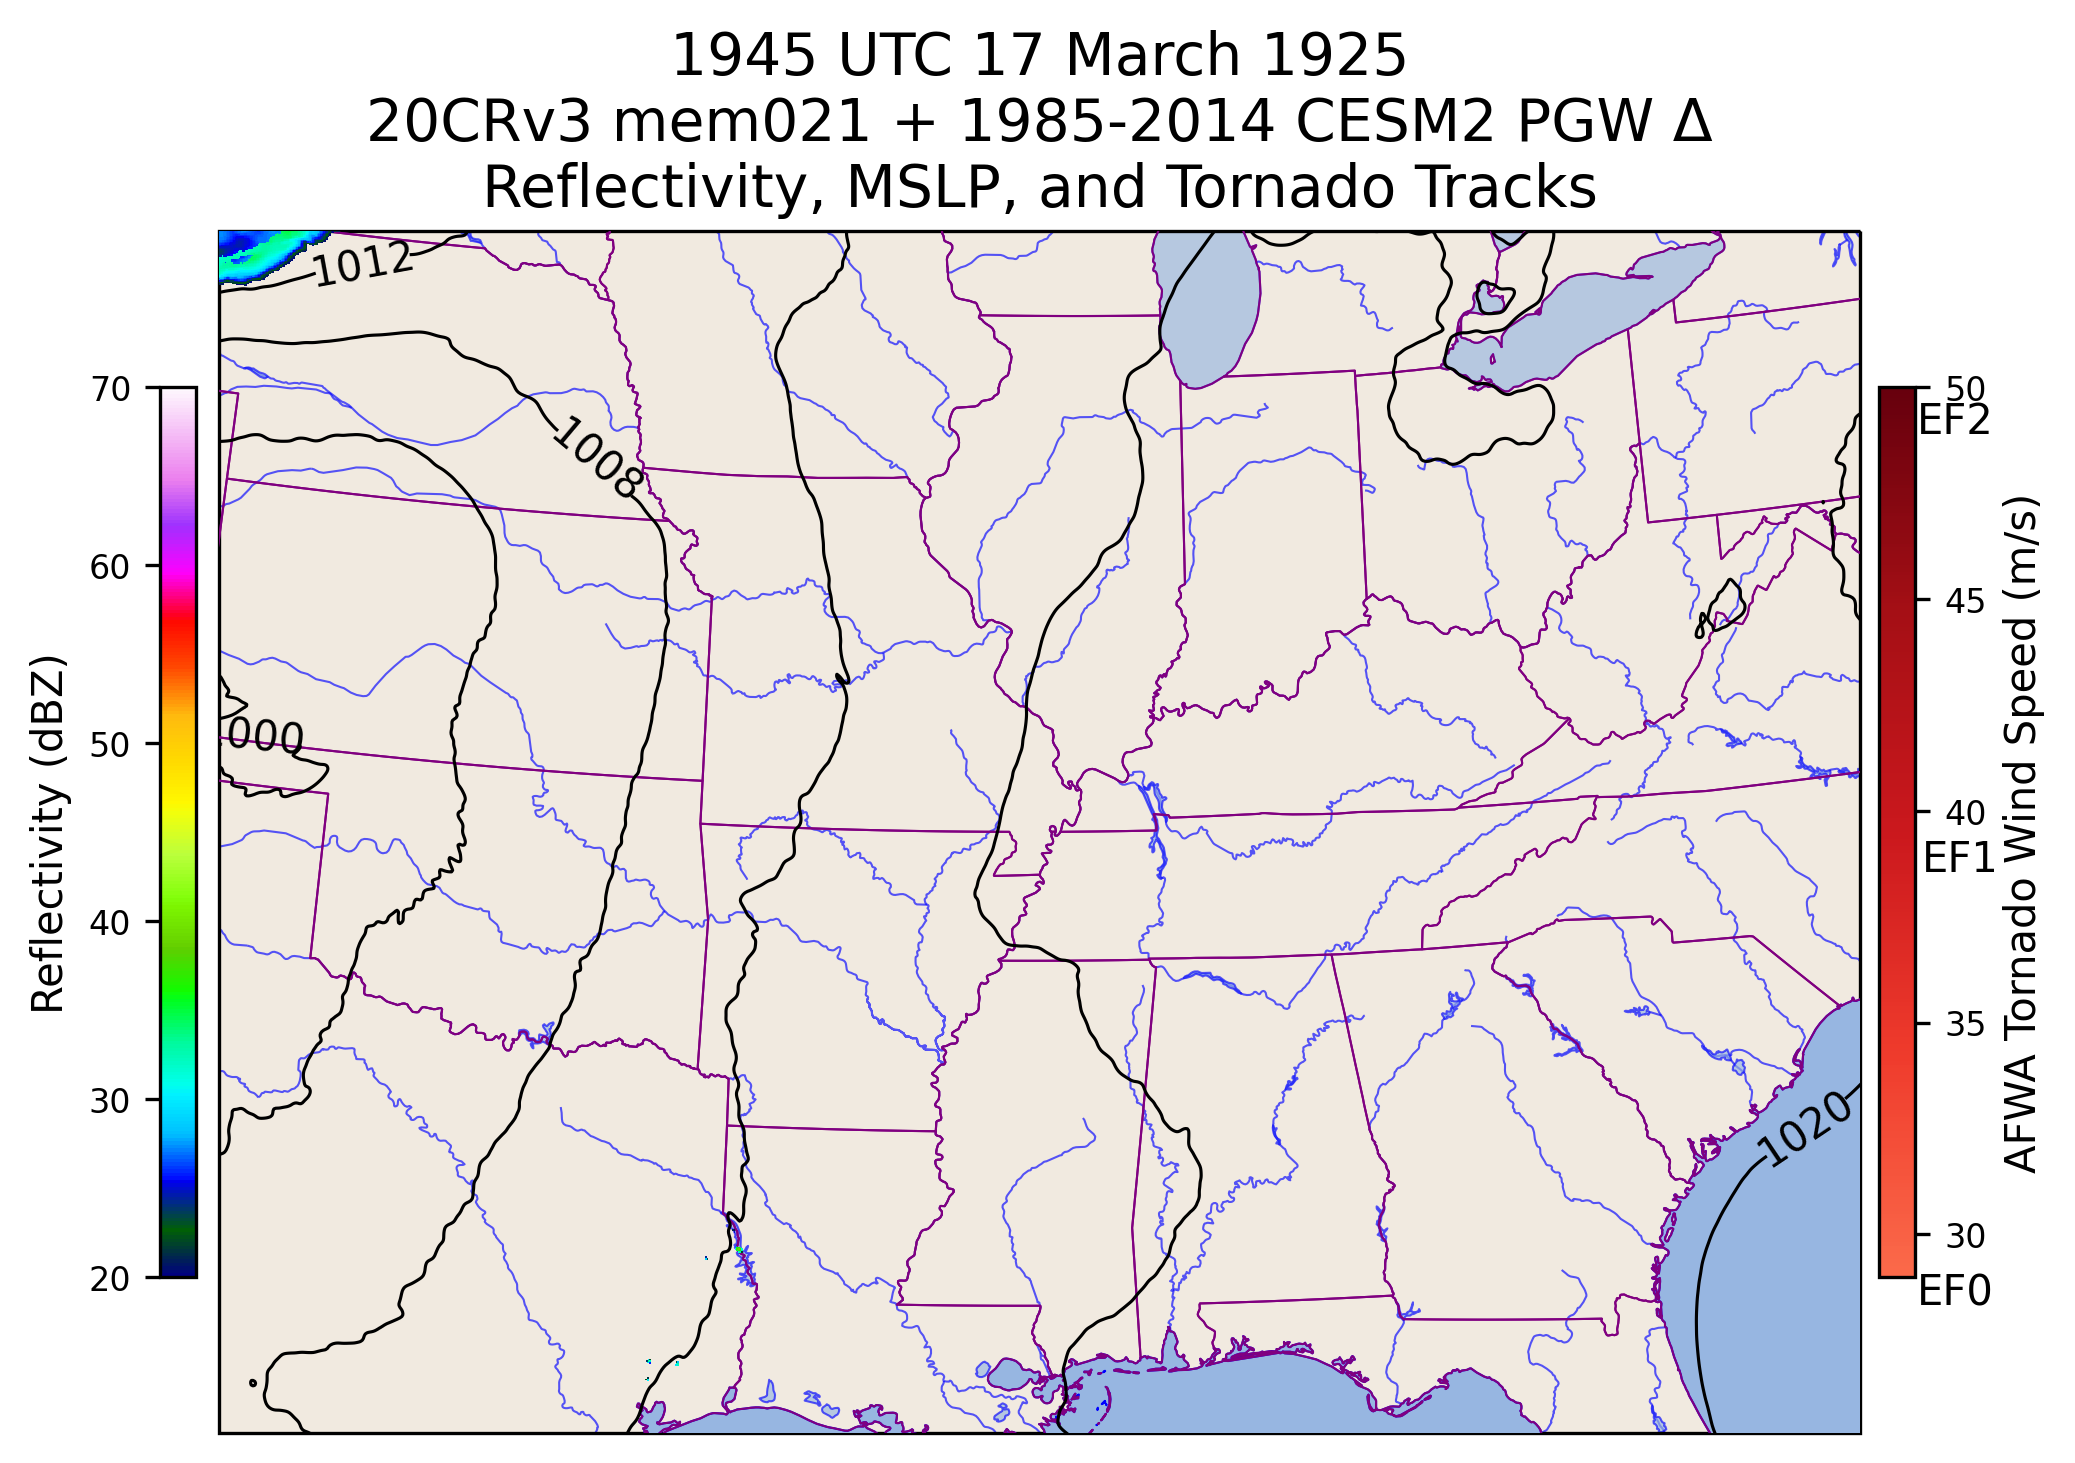 1945 UTC 17 March 1925
20CRv3 mem021 + 1985-2014 CESM2 PGW Δ
Reflectivity, MSLP, and Tornado Tracks
1012
1008
000
1020
Reflectivity (dBZ)
70
60
50
40
30
20
50
EF2
45
40
EF1
35
30
EF0
AFWA Tornado Wind Speed (m/s)